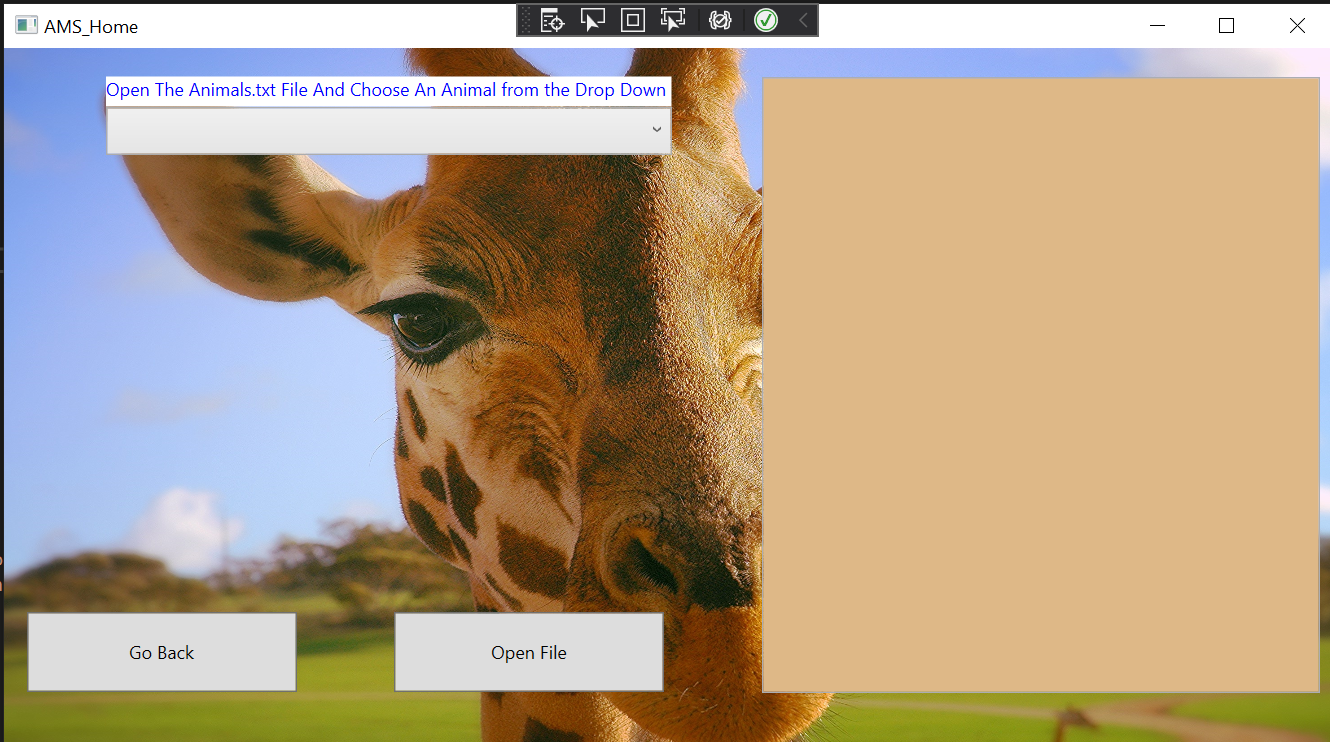 AMS_Home
Open The Animals.txt File And Choose An Animal from the Drop Down
Go Back
Open File